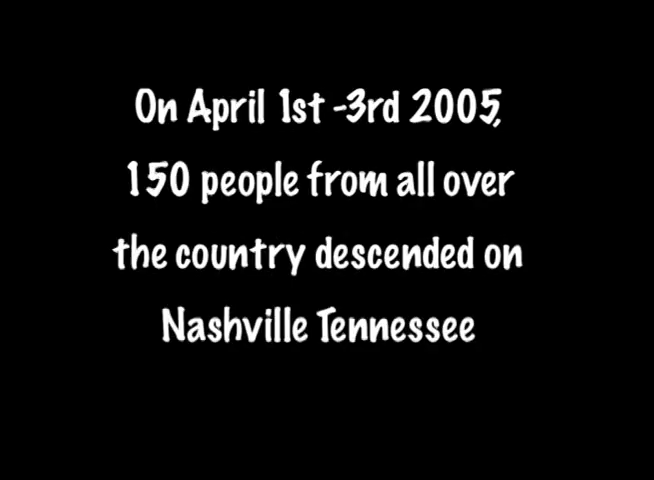 On April 1st -3rd 2005,
150 people from all over
the country descended on
Nashville Tennessee